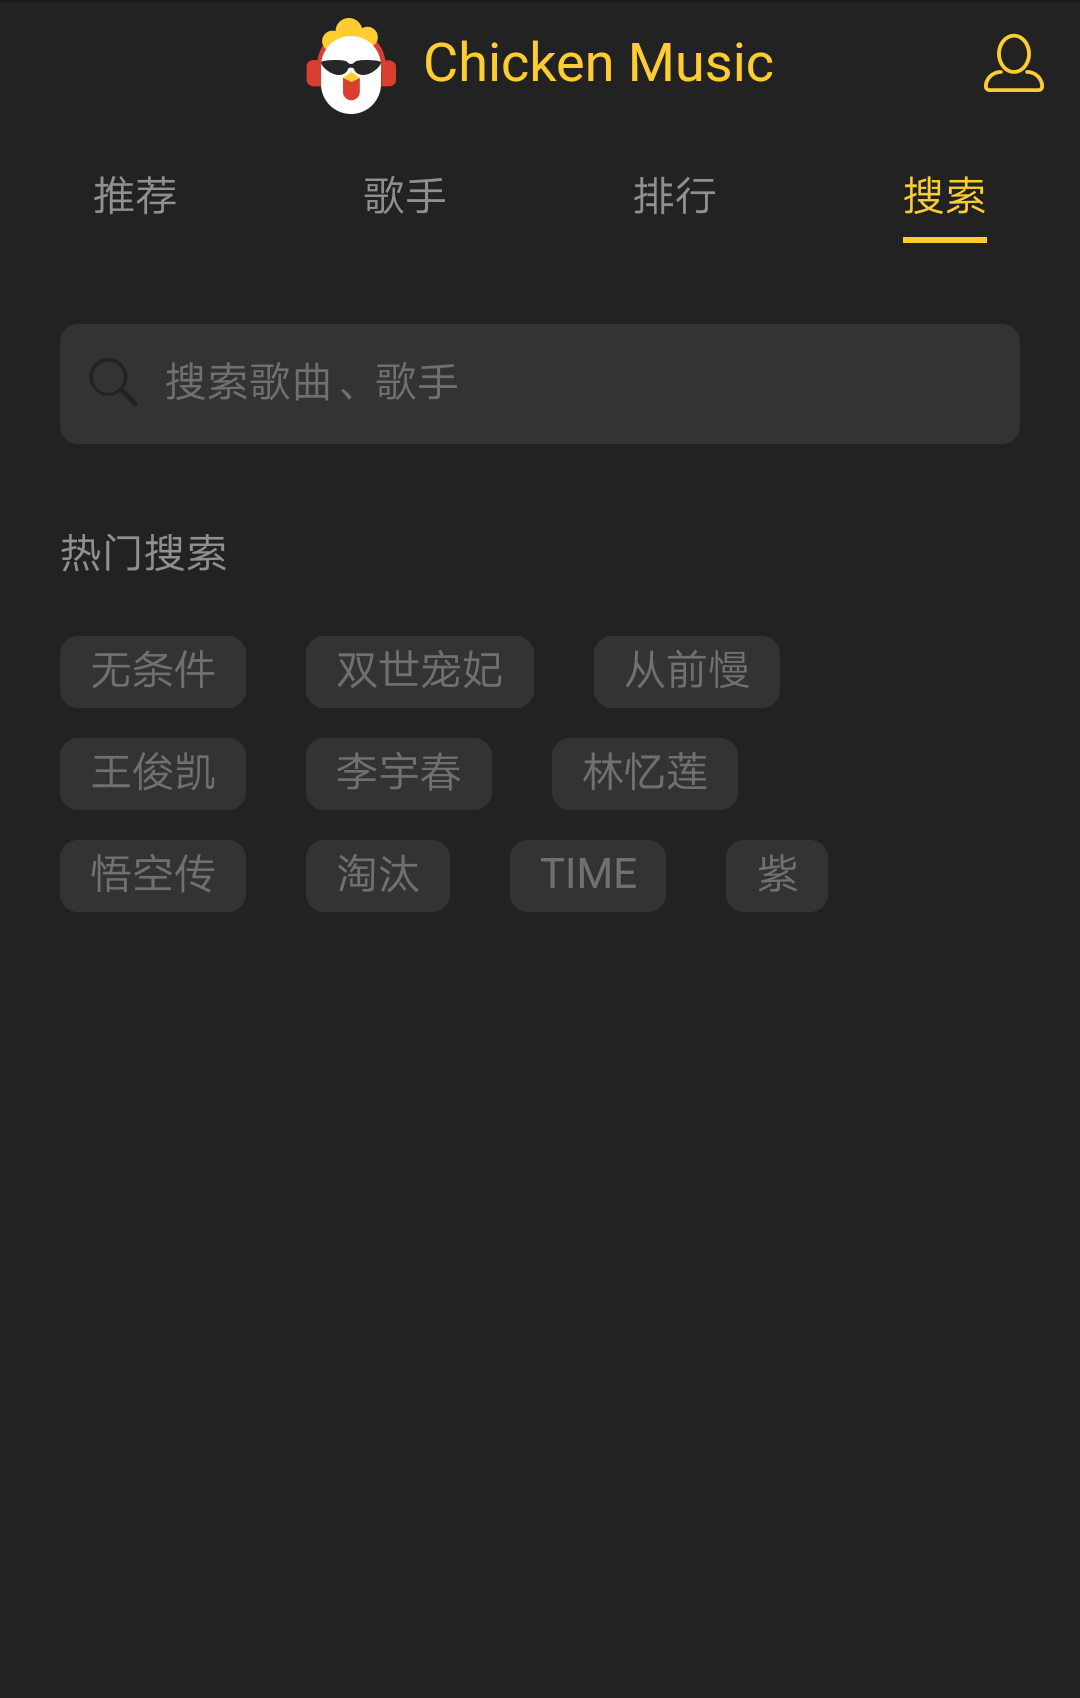 Chicken Music
推荐 歌手 排行 搜索
搜索歌曲、歌手
热门搜索
无条件 双世宠妃 从前慢
王俊凯 李宇春 林忆莲
悟空传 淘汰 TIME 紫